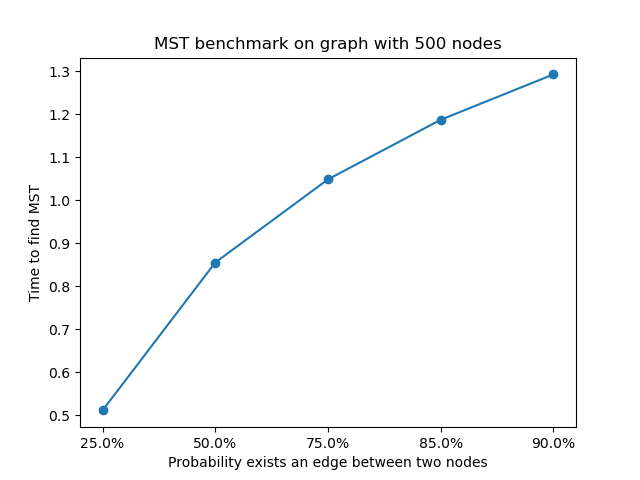 MST benchmark on graph with 500 nodes
1.3
1.2
1.1
1.0
0.9
0.8
0.7
0.6
0.5
Time to find MST
25.0% 50.0% 75.0% 85.0% 90.0%
Probability exists an edge between two nodes